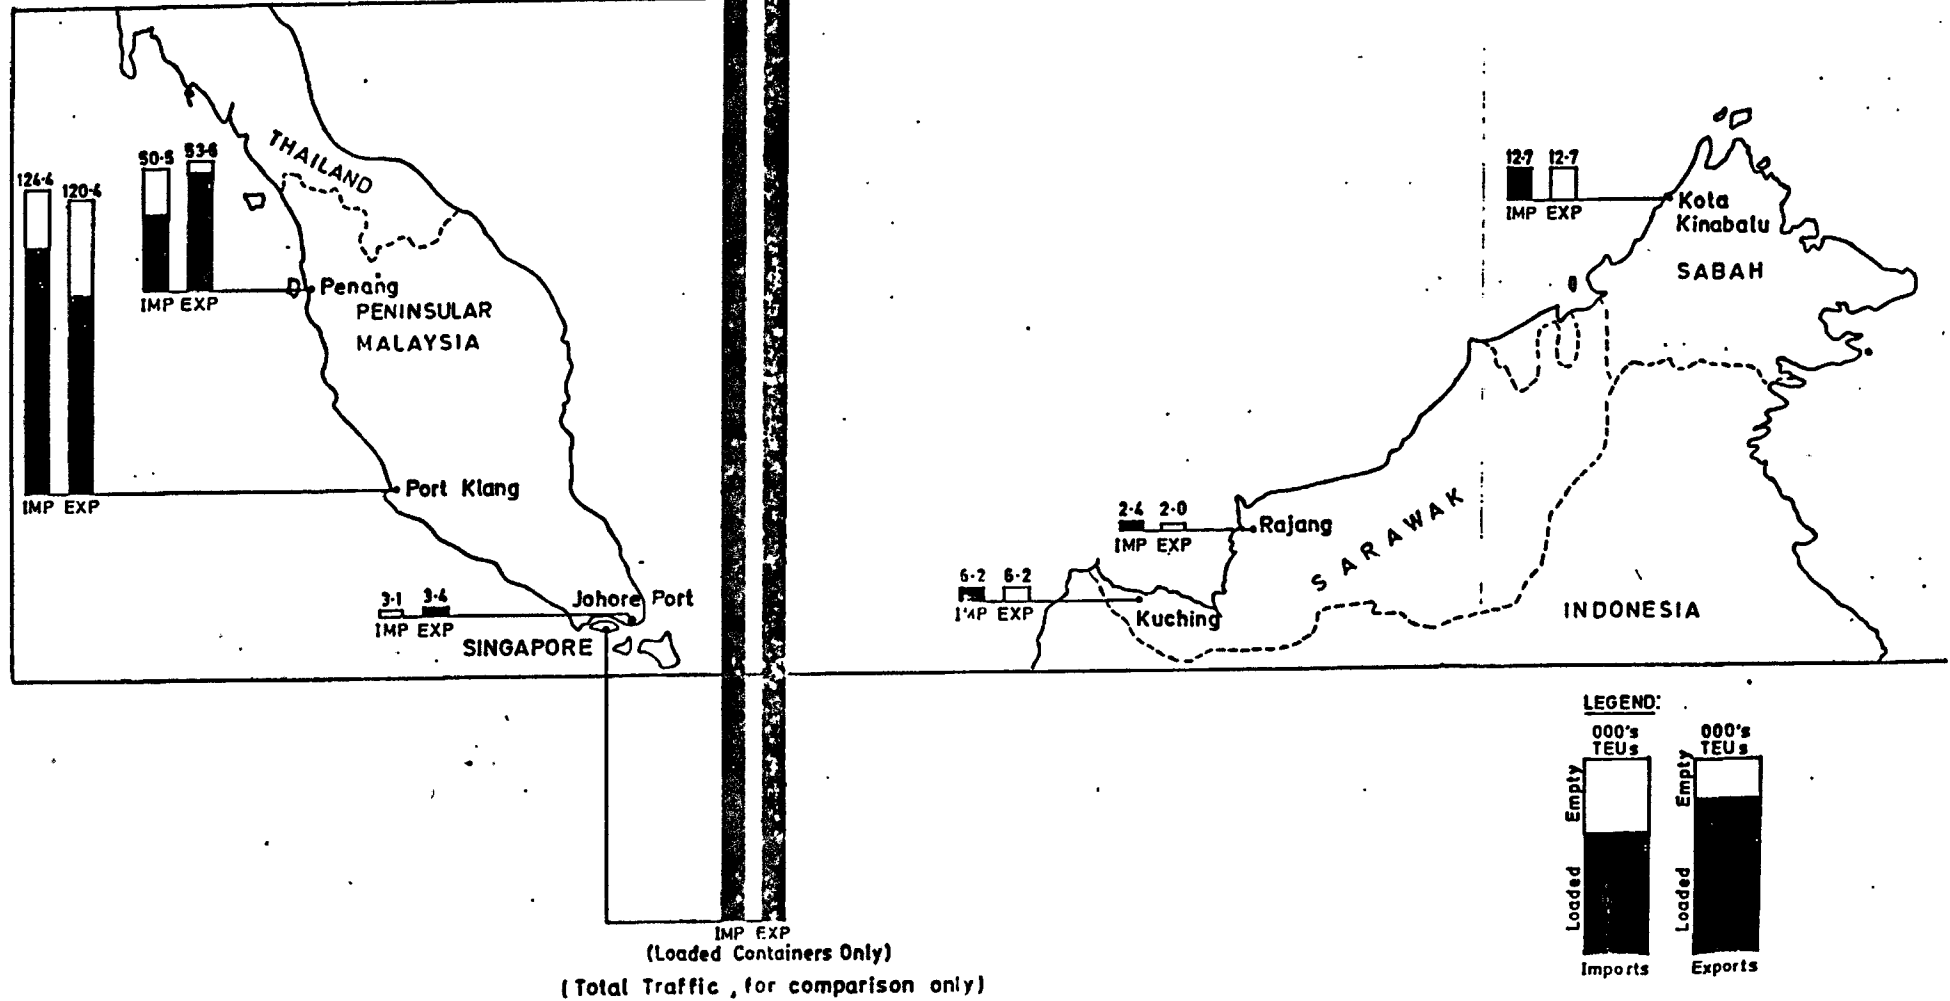 THAILAND
50·5 53·6
124·4 120·4
IMP EXP
Penang
PENINSULAR
MALAYSIA
Port Klang
IMP EXP
3·1 3·4
IMP EXP
Johore Port
SINGAPORE
12·7 12·7
IMP EXP
Kota
Kinabalu
SABAH
2·4 2·0
IMP EXP
Rajang
SARAWAK
6·2 6·2
IMP EXP
Kuching
INDONESIA
IMP EXP
(Loaded Containers Only)
(Total Traffic, for comparison only)
LEGEND:
000's
TEUs
000's
TEUs
Empty
Loaded
Empty
Loaded
Imports
Exports